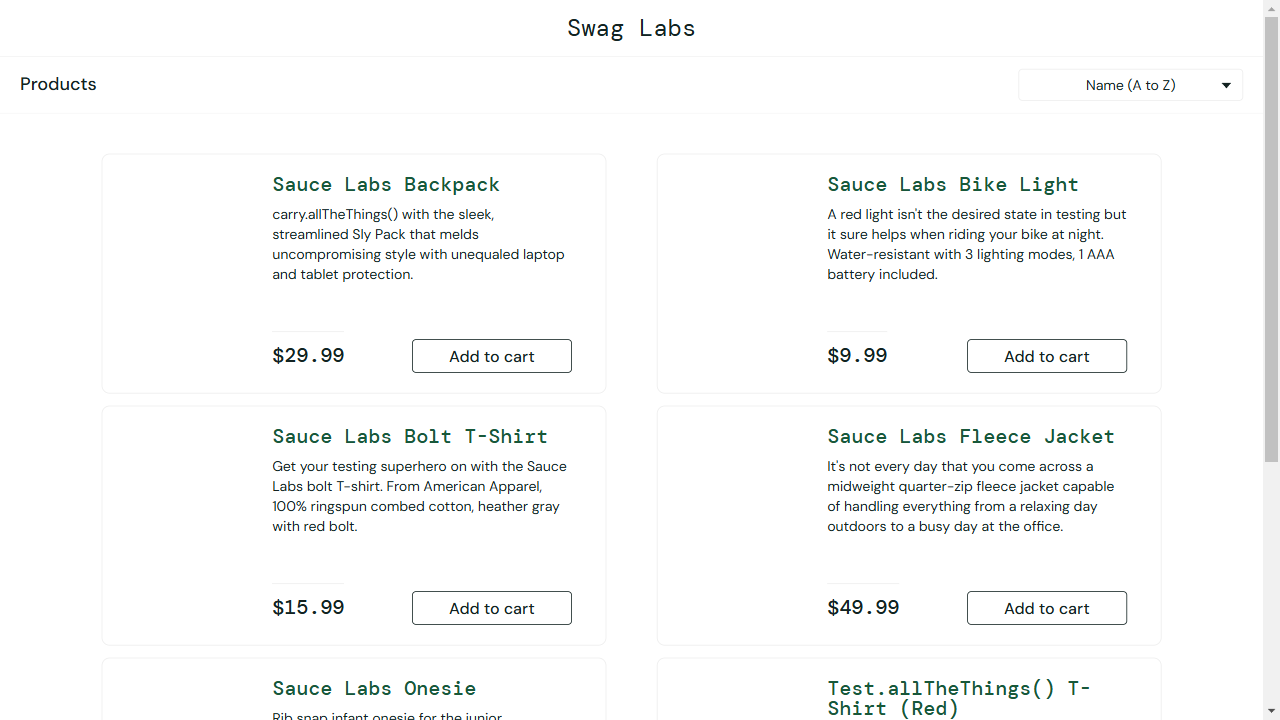 Swag Labs
Products
Name (A to Z)
Sauce Labs Backpack
carry.allTheThings() with the sleek,
streamlined Sly Pack that melds
uncompromising style with unequaled laptop
and tablet protection.
$29.99
Add to cart
Sauce Labs Bike Light
A red light isn't the desired state in testing but
it sure helps when riding your bike at night.
Water-resistant with 3 lighting modes, 1 AAA
battery included.
$9.99
Add to cart
Sauce Labs Bolt T-Shirt
Get your testing superhero on with the Sauce
Labs bolt T-shirt. From American Apparel,
100% ringspun combed cotton, heather gray
with red bolt.
$15.99
Add to cart
Sauce Labs Fleece Jacket
It's not every day that you come across a
midweight quarter-zip fleece jacket capable
of handling everything from a relaxing day
outdoors to a busy day at the office.
$49.99
Add to cart
Sauce Labs Onesie
Rib snap infant onesie for the junior
Test.allTheThings() T-
Shirt (Red)